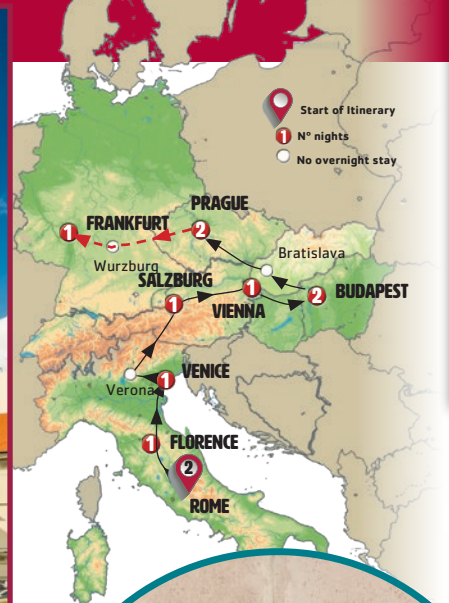 Start of Itinerary
1 Nº nights
No overnight stay
PRAGUE
2
FRANKFURT
1
Wurzburg
Bratislava
SALZBURG
1
VIENNA
1
BUDAPEST
2
VENICE
1
Verona
FLORENCE
1
2
ROME